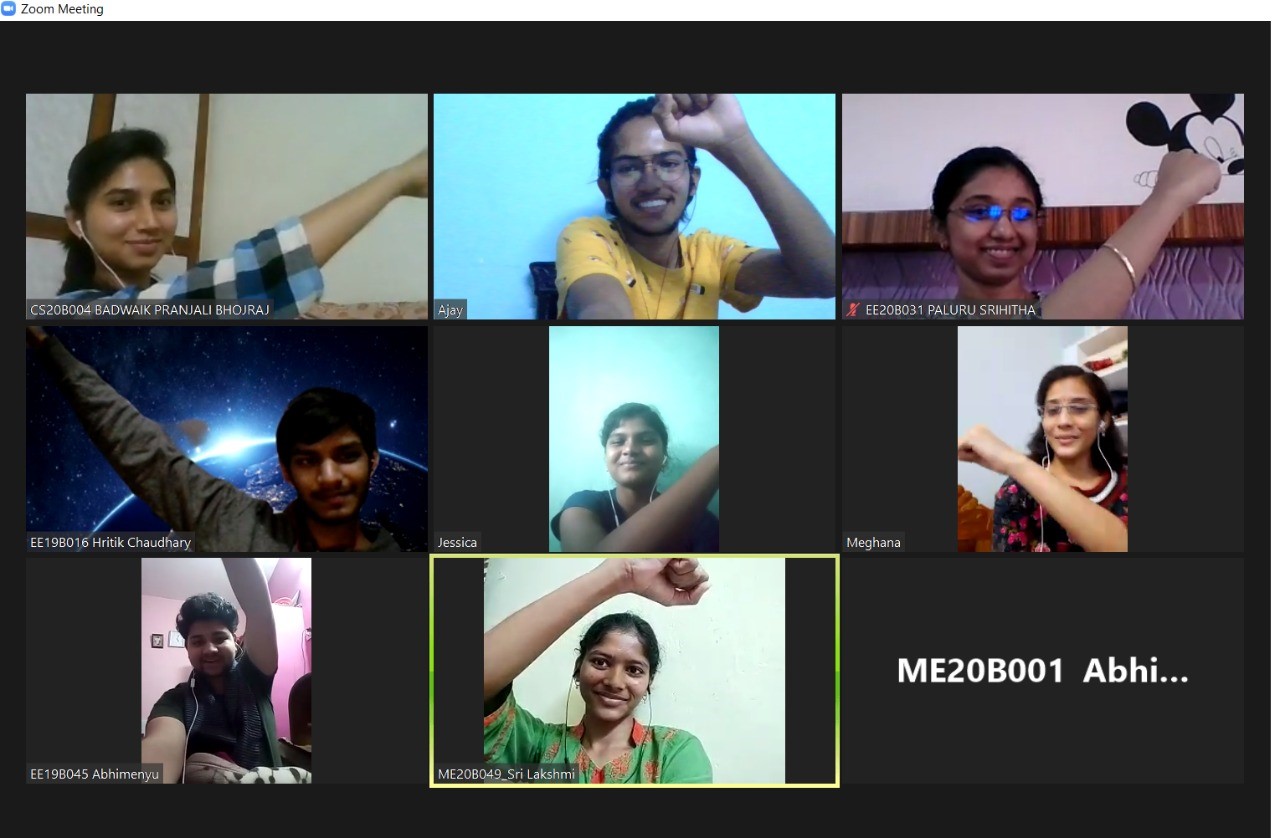 Zoom Meeting
CS20B004 BADWAIK PRANJALI BHOJRAJ
Ajay
EE20B031 PALURU SRIHITHA
EE19B016 Hritik Chaudhary
Jessica
Meghana
EE19B045 Abhimenyu
ME20B049_Sri Lakshmi
ME20B001 Abhi...